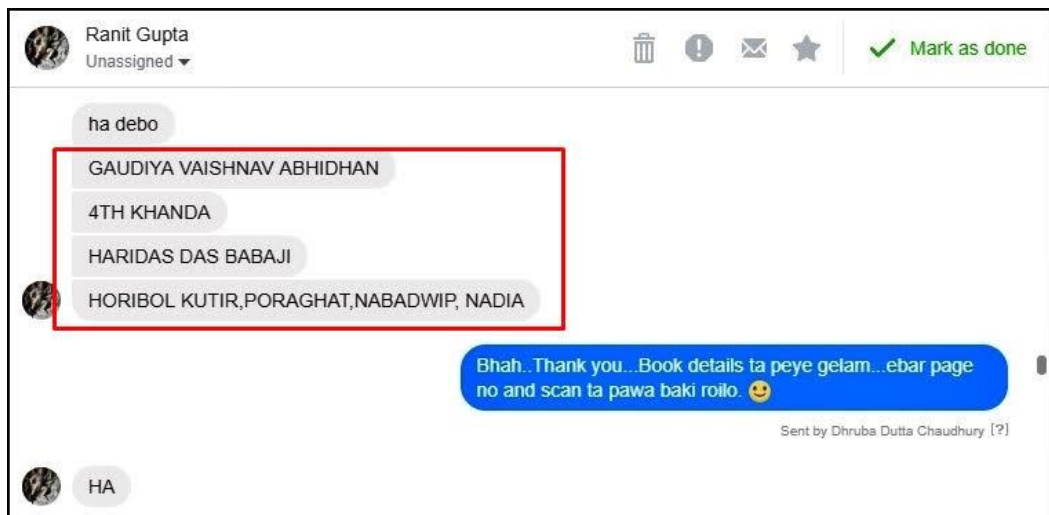 Ranit Gupta
Unassigned
Mark as done
ha debo
GAUDIYA VAISHNAV ABHIDHAN
4TH KHANDA
HARIDAS DAS BABAJI
HORIBOL KUTIR,PORAGHAT,NABADWIP, NADIA
Bhah..Thank you...Book details ta peye gelam...ebar page
no and scan ta pawa baki roilo.
Sent by Dhruba Dutta Chaudhury [?]
HA